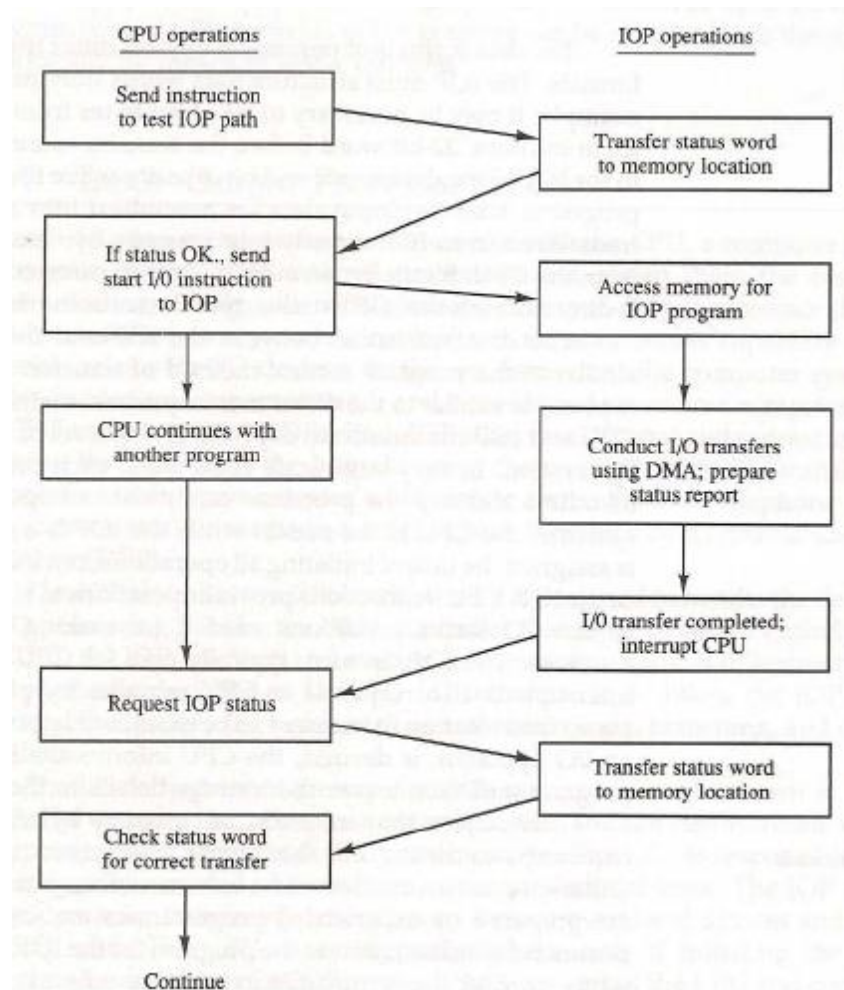 CPU operations
IOP operations
Send instruction
to test IOP path
Transfer status word
to memory location
If status OK., send
start I/O instruction
to IOP
Access memory for
IOP program
CPU continues with
another program
Conduct I/O transfers
using DMA; prepare
status report
I/0 transfer completed;
interrupt CPU
Request IOP status
Transfer status word
to memory location
Check status word
for correct transfer
Continue